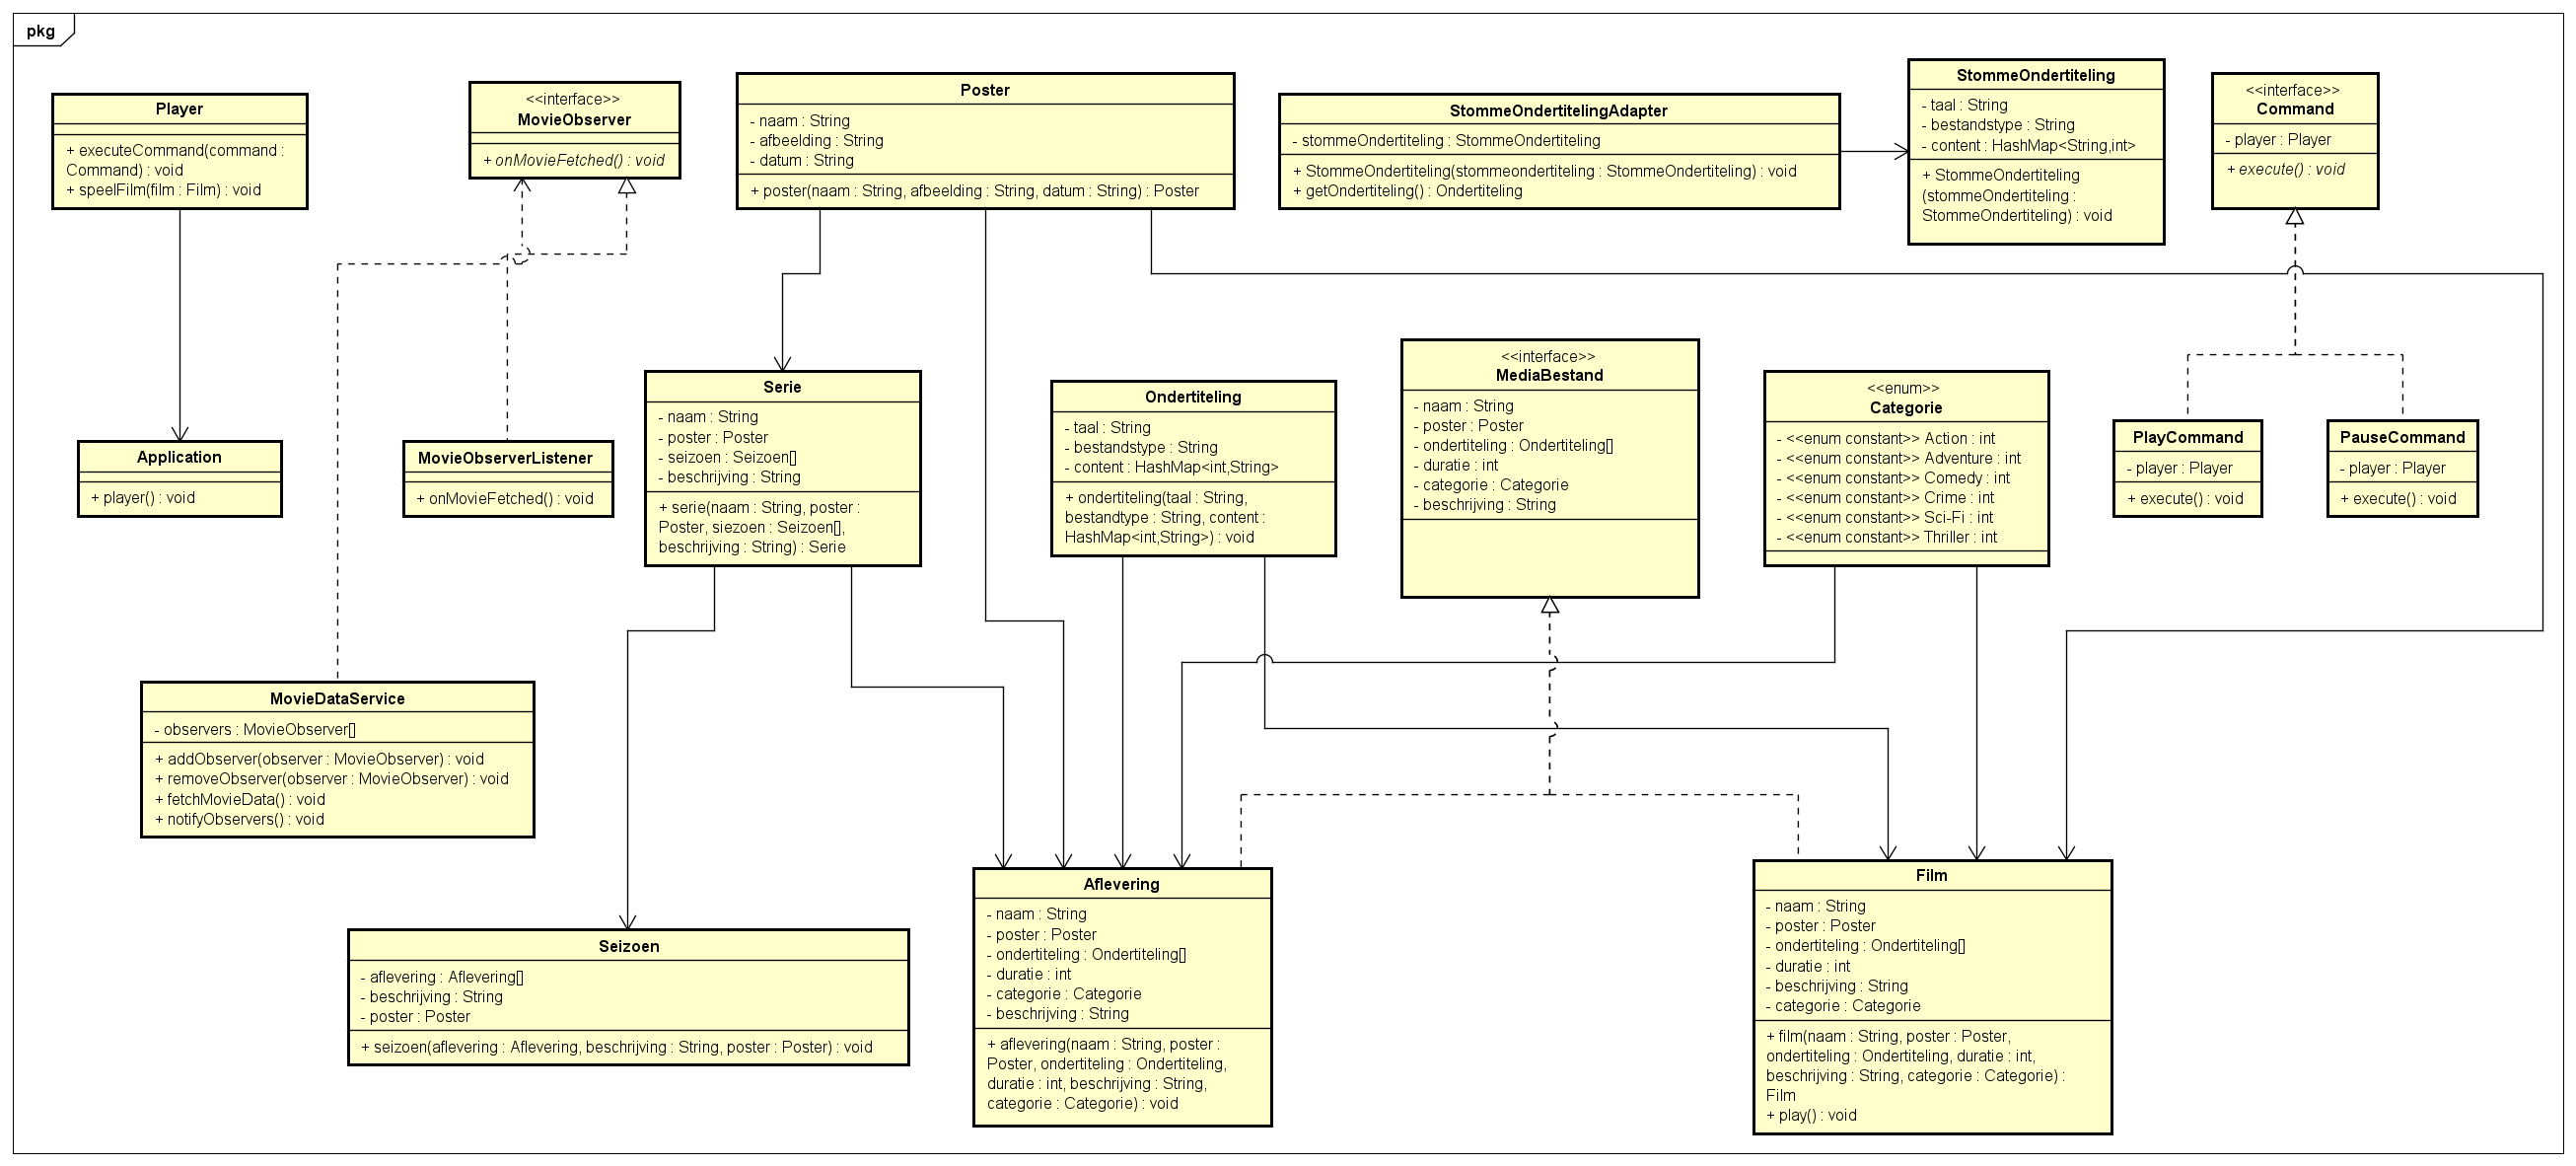 pkg
Player
+ executeCommand(command :
Command) : void
+ speelFilm(film : Film) : void
<<interface>>
MovieObserver
+ onMovieFetched() : void
Poster
- naam : String
- afbeelding : String
- datum : String
+ poster(naam : String, afbeelding : String, datum : String) : Poster
StommeOndertitelingAdapter
- stommeOndertiteling : StommeOndertiteling
+ StommeOndertiteling(stommeondertiteling : StommeOndertiteling) : void
+ getOndertiteling() : Ondertiteling
StommeOndertiteling
- taal : String
- bestandstype : String
- content : HashMap<String,int>
+ StommeOndertiteling
(stommeOndertiteling :
StommeOndertiteling) : void
<<interface>>
Command
- player : Player
+ execute() : void
Application
+ player() : void
MovieObserverListener
+ onMovieFetched() : void
Serie
- naam : String
- poster : Poster
- seizoen : Seizoen[]
- beschrijving : String
+ serie(naam : String, poster :
Poster, siezoen : Seizoen[],
beschrijving : String) : Serie
Ondertiteling
- taal : String
- bestandstype : String
- content : HashMap<int,String>
+ ondertiteling(taal : String,
bestandtype : String, content :
HashMap<int,String>) : void
<<interface>>
MediaBestand
- naam : String
- poster : Poster
- ondertiteling : Ondertiteling[]
- duratie : int
- categorie : Categorie
- beschrijving : String
<<enum>>
Categorie
- <<enum constant>> Action : int
- <<enum constant>> Adventure : int
- <<enum constant>> Comedy : int
- <<enum constant>> Crime : int
- <<enum constant>> Sci-Fi : int
- <<enum constant>> Thriller : int
PlayCommand
- player : Player
+ execute() : void
PauseCommand
- player : Player
+ execute() : void
MovieDataService
- observers : MovieObserver[]
+ addObserver(observer : MovieObserver) : void
+ removeObserver(observer : MovieObserver) : void
+ fetchMovieData() : void
+ notifyObservers() : void
Seizoen
- aflevering : Aflevering[]
- beschrijving : String
- poster : Poster
+ seizoen(aflevering : Aflevering, beschrijving : String, poster : Poster) : void
Aflevering
- naam : String
- poster : Poster
- ondertiteling : Ondertiteling[]
- duratie : int
- categorie : Categorie
- beschrijving : String
+ aflevering(naam : String, poster :
Poster, ondertiteling : Ondertiteling,
duratie : int, beschrijving : String,
categorie : Categorie) : void
Film
- naam : String
- poster : Poster
- ondertiteling : Ondertiteling[]
- duratie : int
- beschrijving : String
- categorie : Categorie
+ film(naam : String, poster : Poster,
ondertiteling : Ondertiteling, duratie : int,
beschrijving : String, categorie : Categorie) :
Film
+ play() : void